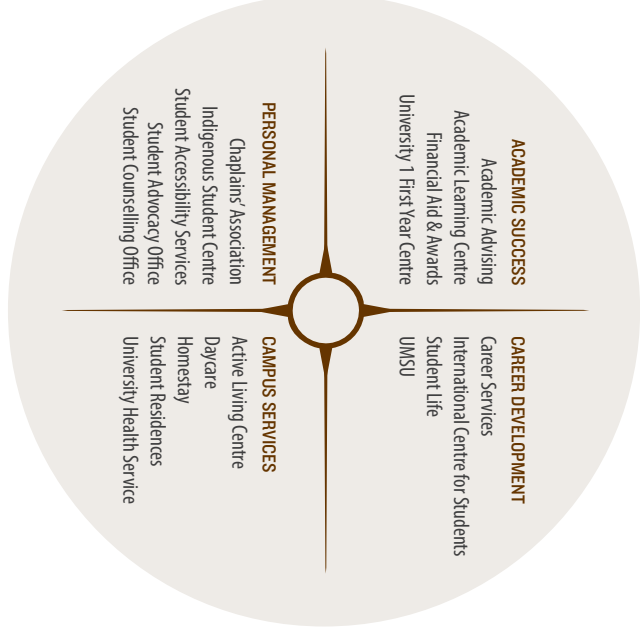 ACADEMIC SUCCESS
Academic Advising
Academic Learning Centre
Financial Aid & Awards
University 1 First Year Centre
CAREER DEVELOPMENT
Career Services
International Centre for Students
Student Life
UMSU
PERSONAL MANAGEMENT
Chaplains’ Association
Indigenous Student Centre
Student Accessibility Services
Student Advocacy Office
Student Counselling Office
CAMPUS SERVICES
Active Living Centre
Daycare
Homestay
Student Residences
University Health Service